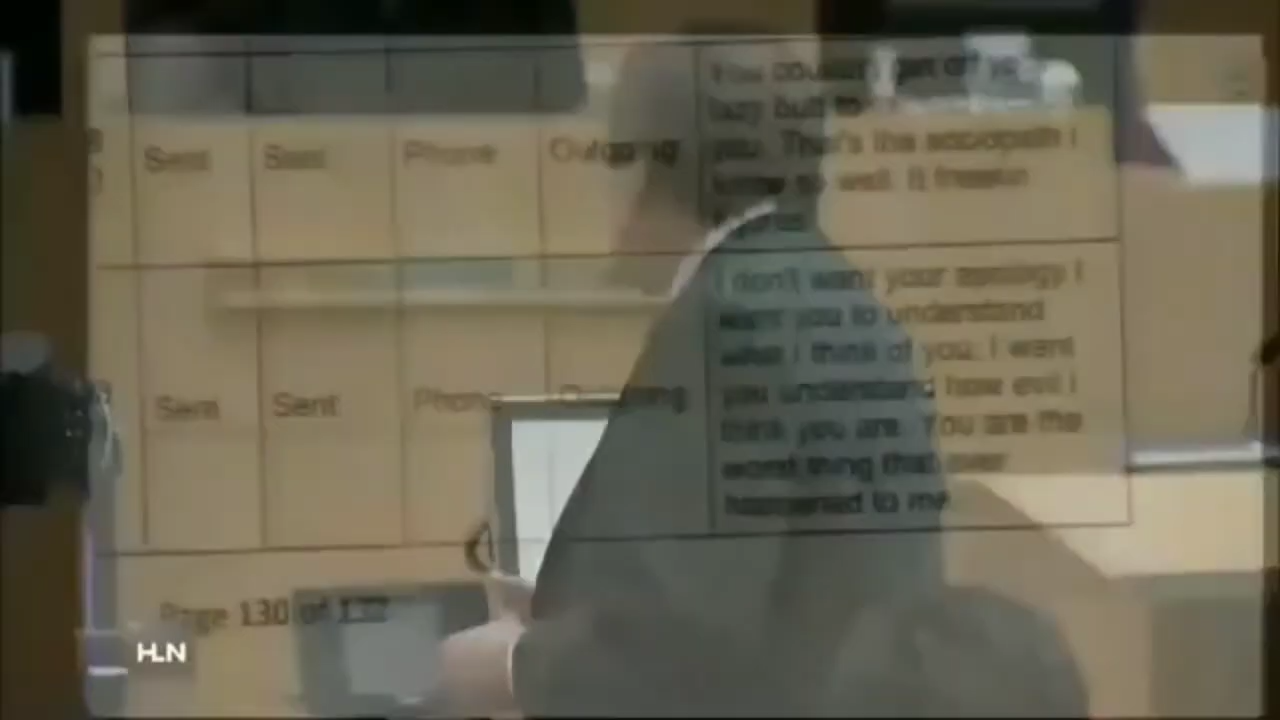 You couldn't get off yo
lazy butt to
Sent Sent Phone Outgoing you. That's the sociopath I
know so well. It freakin
I don't want your apology I
want you to understand
what I think of you. I want
Sent Sent Phone Outgoing you understand how evil I
think you are. You are the
worst thing that ever
happened to me
Page 130 of 132
HLN